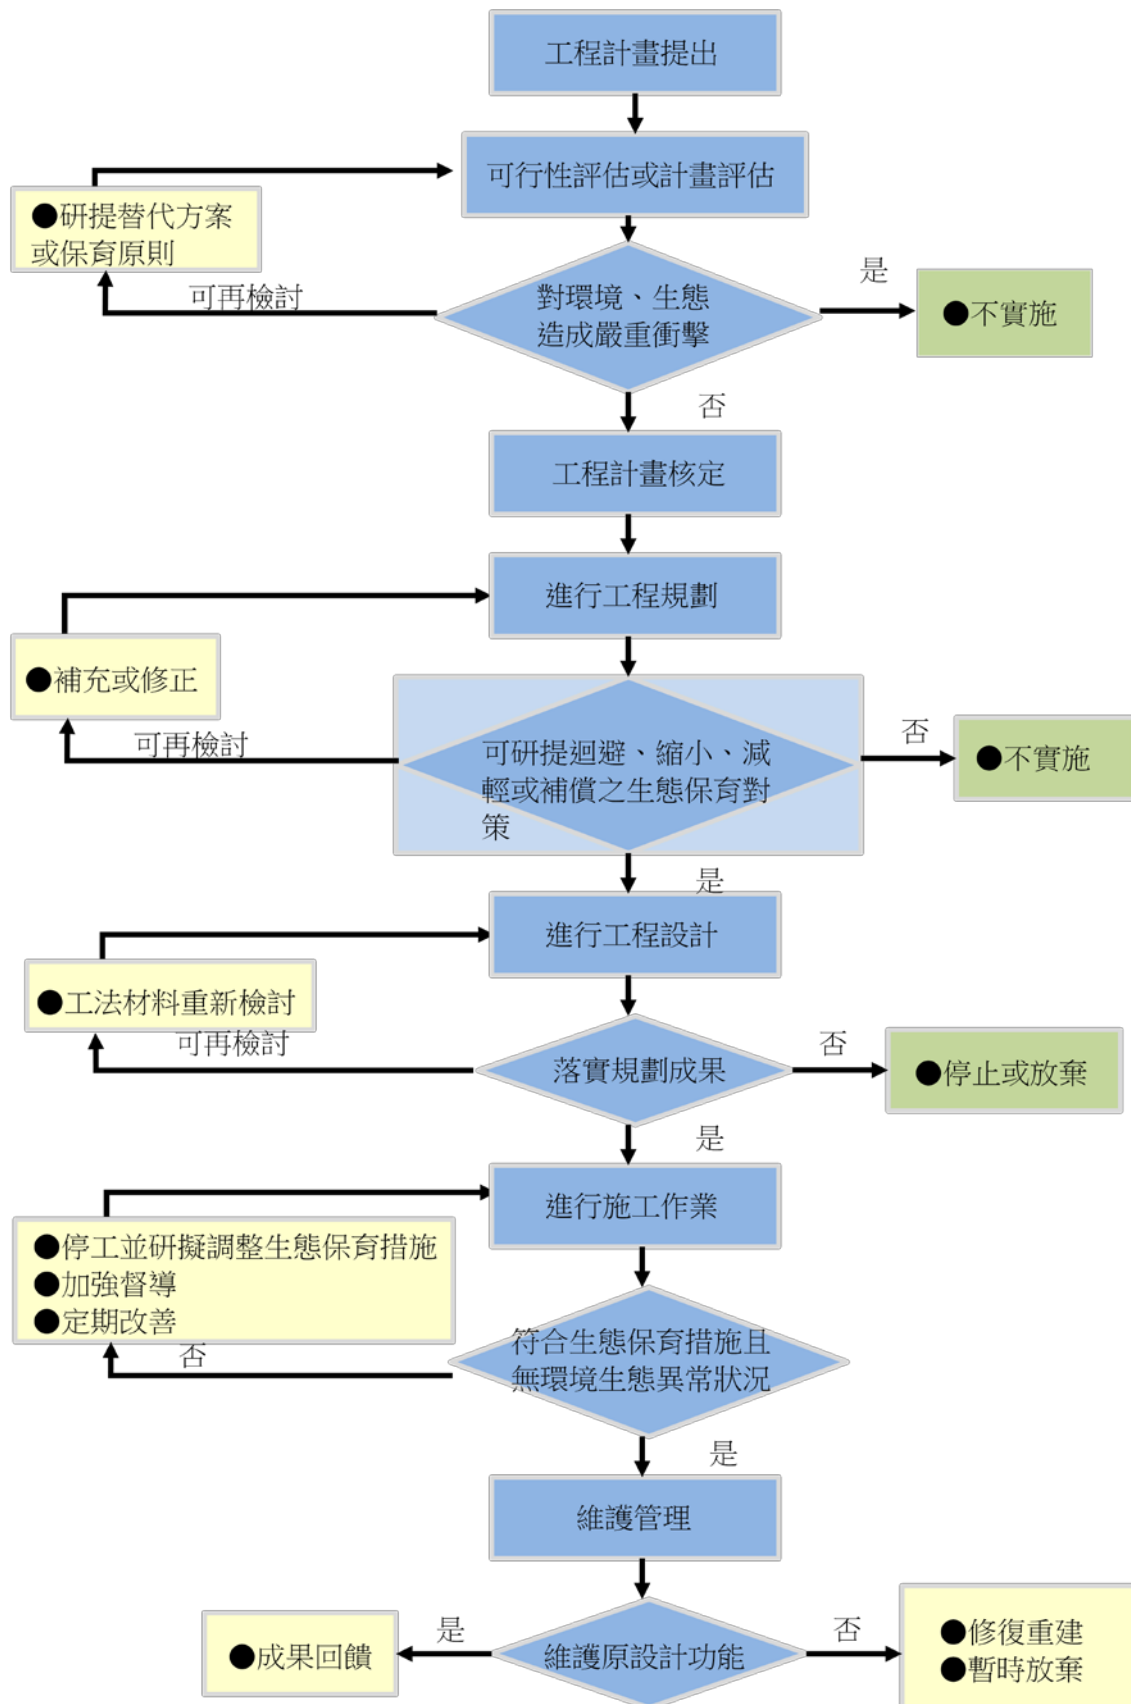 工程計畫提出
可行性評估或計畫評估
●研提替代方案
或保育原則
可再檢討
對環境、生態
造成嚴重衝擊
是
●不實施
否
工程計畫核定
進行工程規劃
●補充或修正
可再檢討
可研提迴避、縮小、減
輕或補償之生態保育對
策
否
●不實施
是
進行工程設計
●工法材料重新檢討
可再檢討
落實規劃成果
否
●停止或放棄
是
進行施工作業
●停工並研擬調整生態保育措施
●加強督導
●定期改善
否
符合生態保育措施且
無環境生態異常狀況
是
維護管理
●成果回饋
是
維護原設計功能
否
●修復重建
●暫時放棄